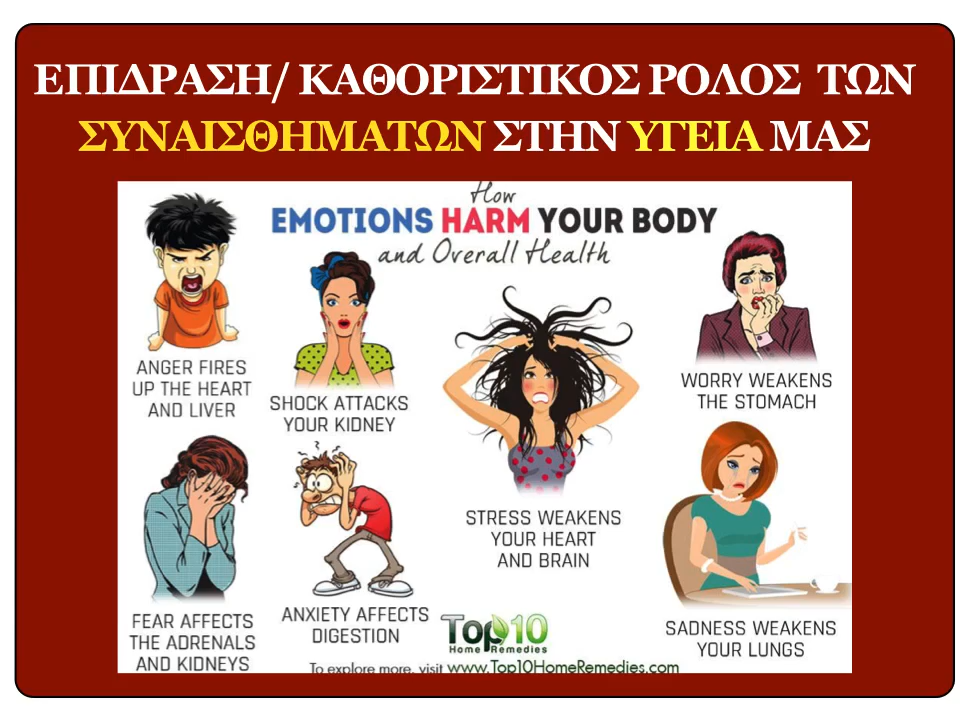 ΕΠΙΔΡΑΣΗ/ ΚΑΘΟΡΙΣΤΙΚΟΣ ΡΟΛΟΣ ΤΩΝ
ΣΥΝΑΙΣΘΗΜΑΤΩΝ ΣΤΗΝ ΥΓΕΙΑ ΜΑΣ
How
EMOTIONS HARM YOUR BODY
and Overall Health
ANGER FIRES
UP THE HEART
AND LIVER
SHOCK ATTACKS
YOUR KIDNEY
WORRY WEAKENS
THE STOMACH
STRESS WEAKENS
YOUR HEART
AND BRAIN
FEAR AFFECTS
THE ADRENALS
AND KIDNEYS
ANXIETY AFFECTS
DIGESTION
SADNESS WEAKENS
YOUR LUNGS
Top10
Home Remedies
To explore more, visit www.Top10HomeRemedies.com